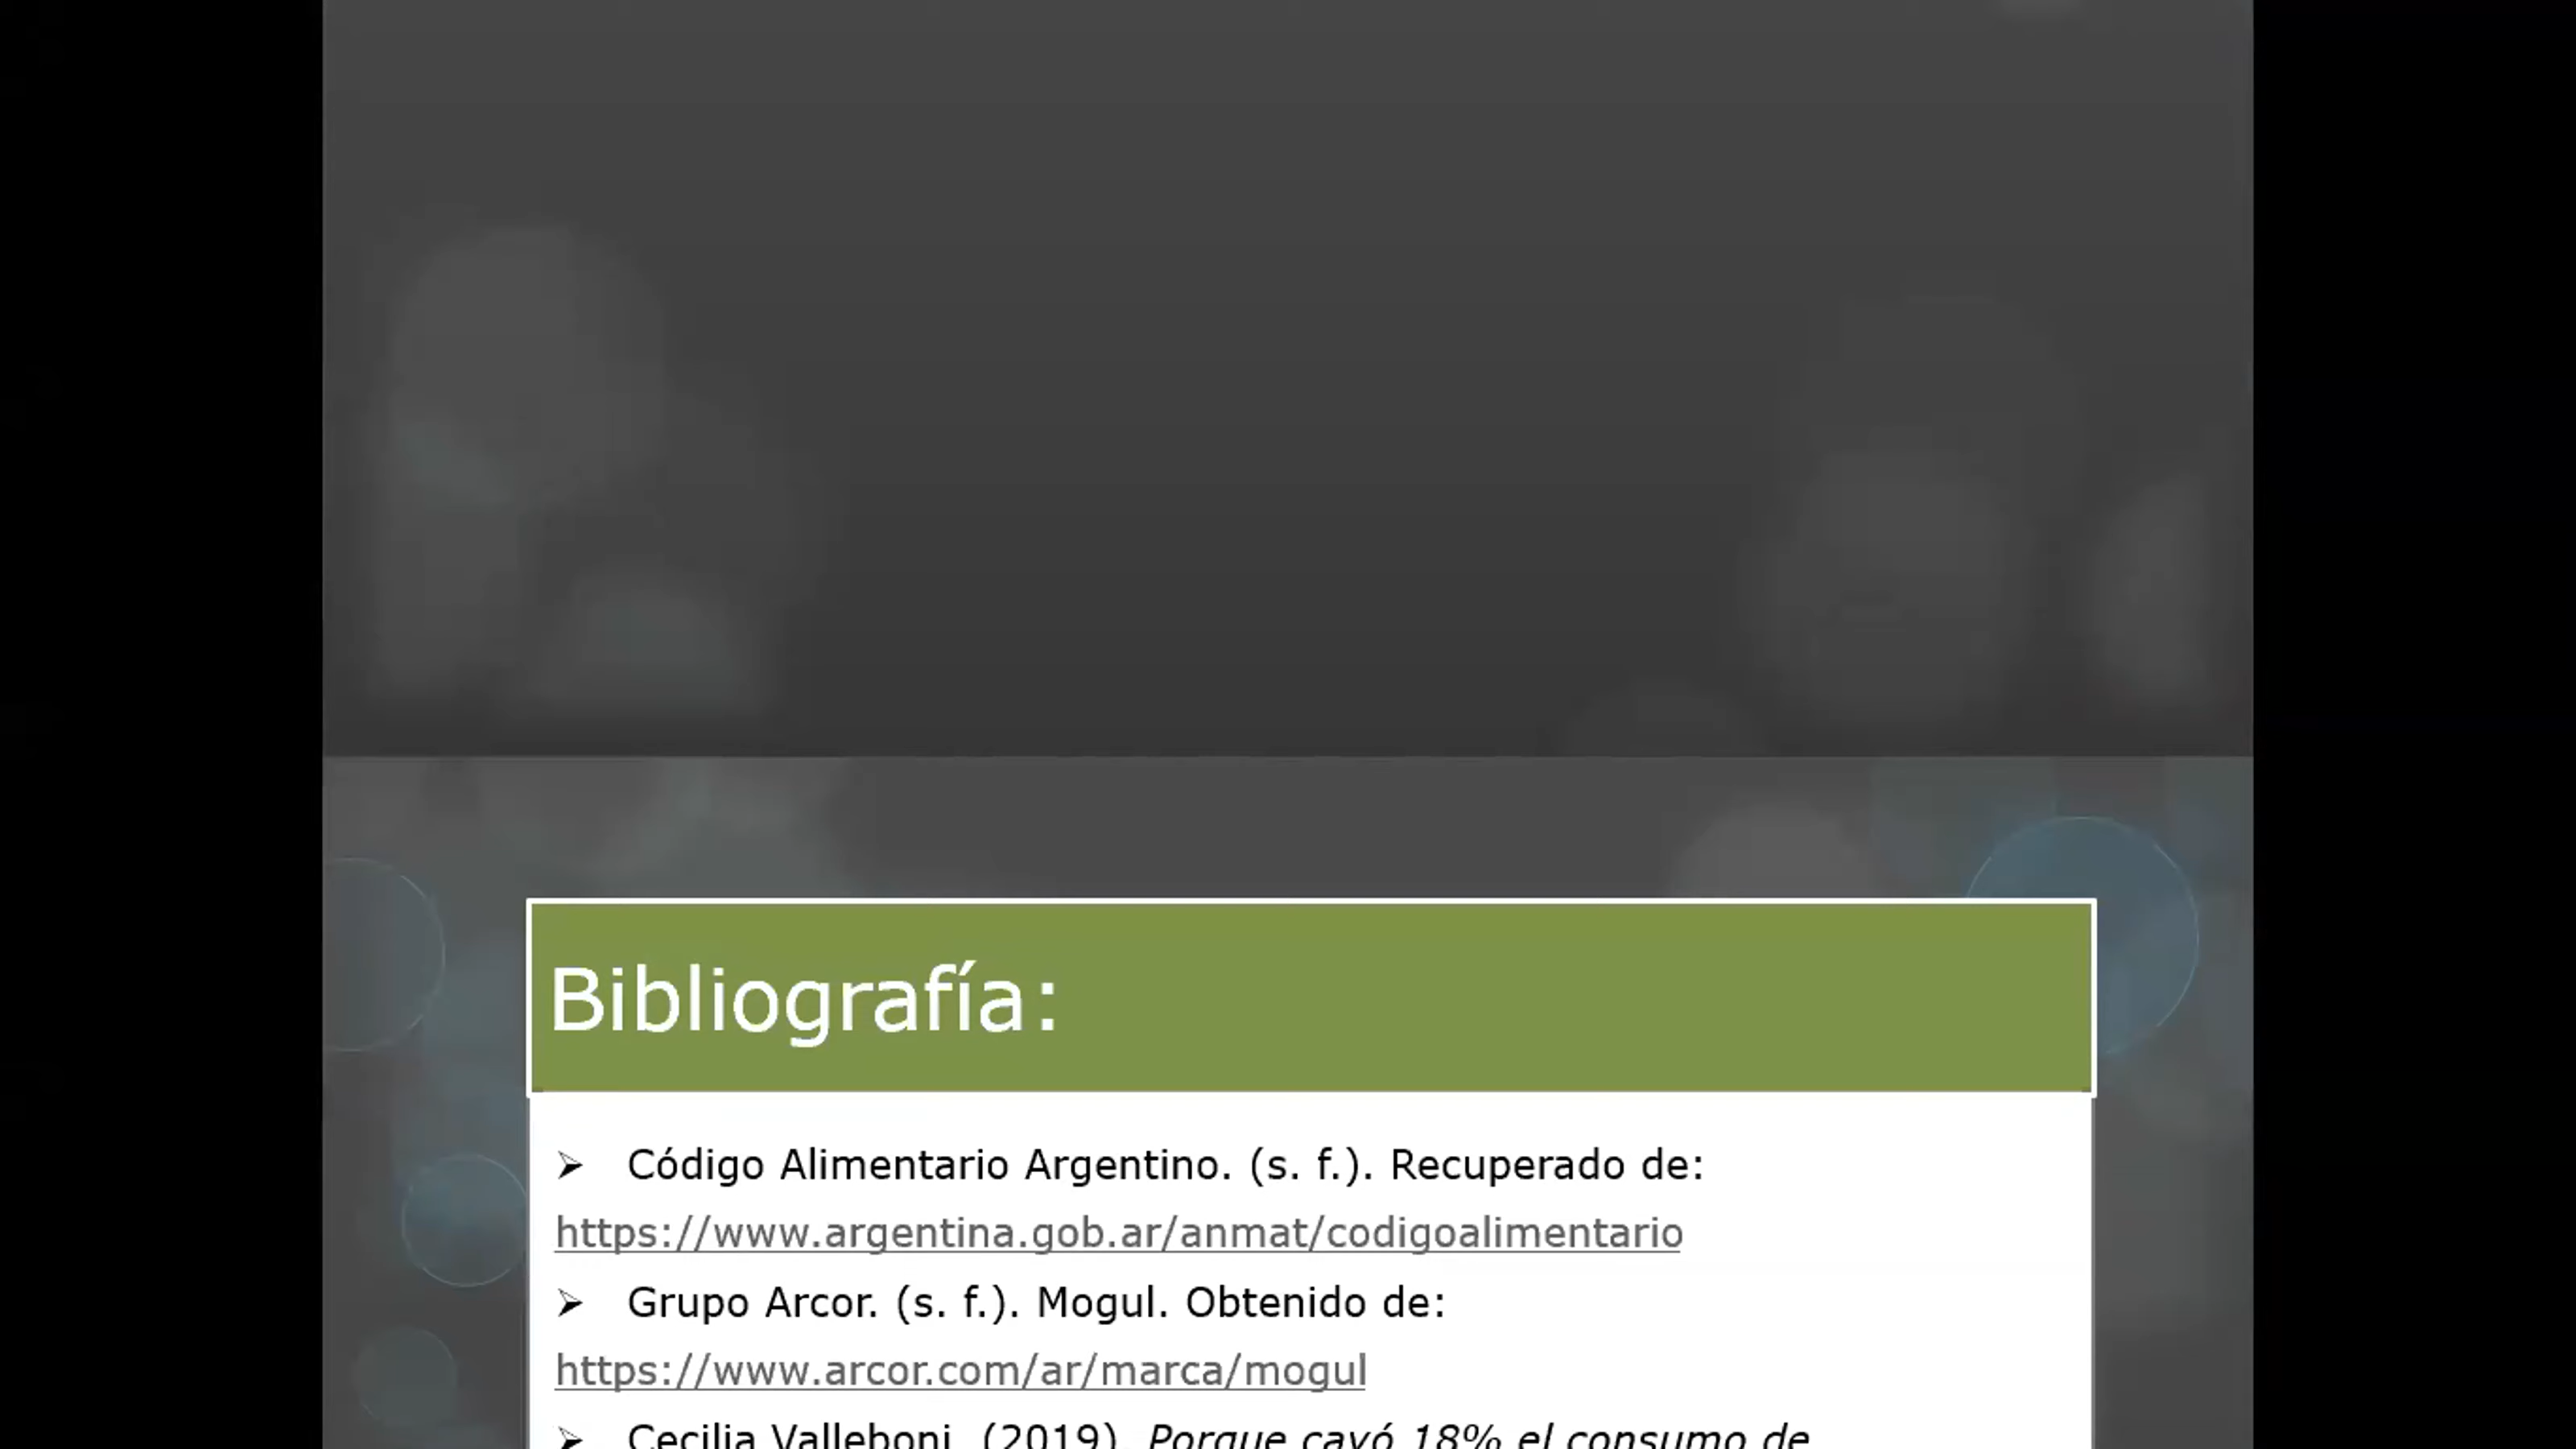 Bibliografía:
➢ Código Alimentario Argentino. (s. f.). Recuperado de:
https://www.argentina.gob.ar/anmat/codigoalimentario
➢ Grupo Arcor. (s. f.). Mogul. Obtenido de:
https://www.arcor.com/ar/marca/mogul
➢ Cecilia Valleboni. (2019). Porque cayó 18% el consumo de